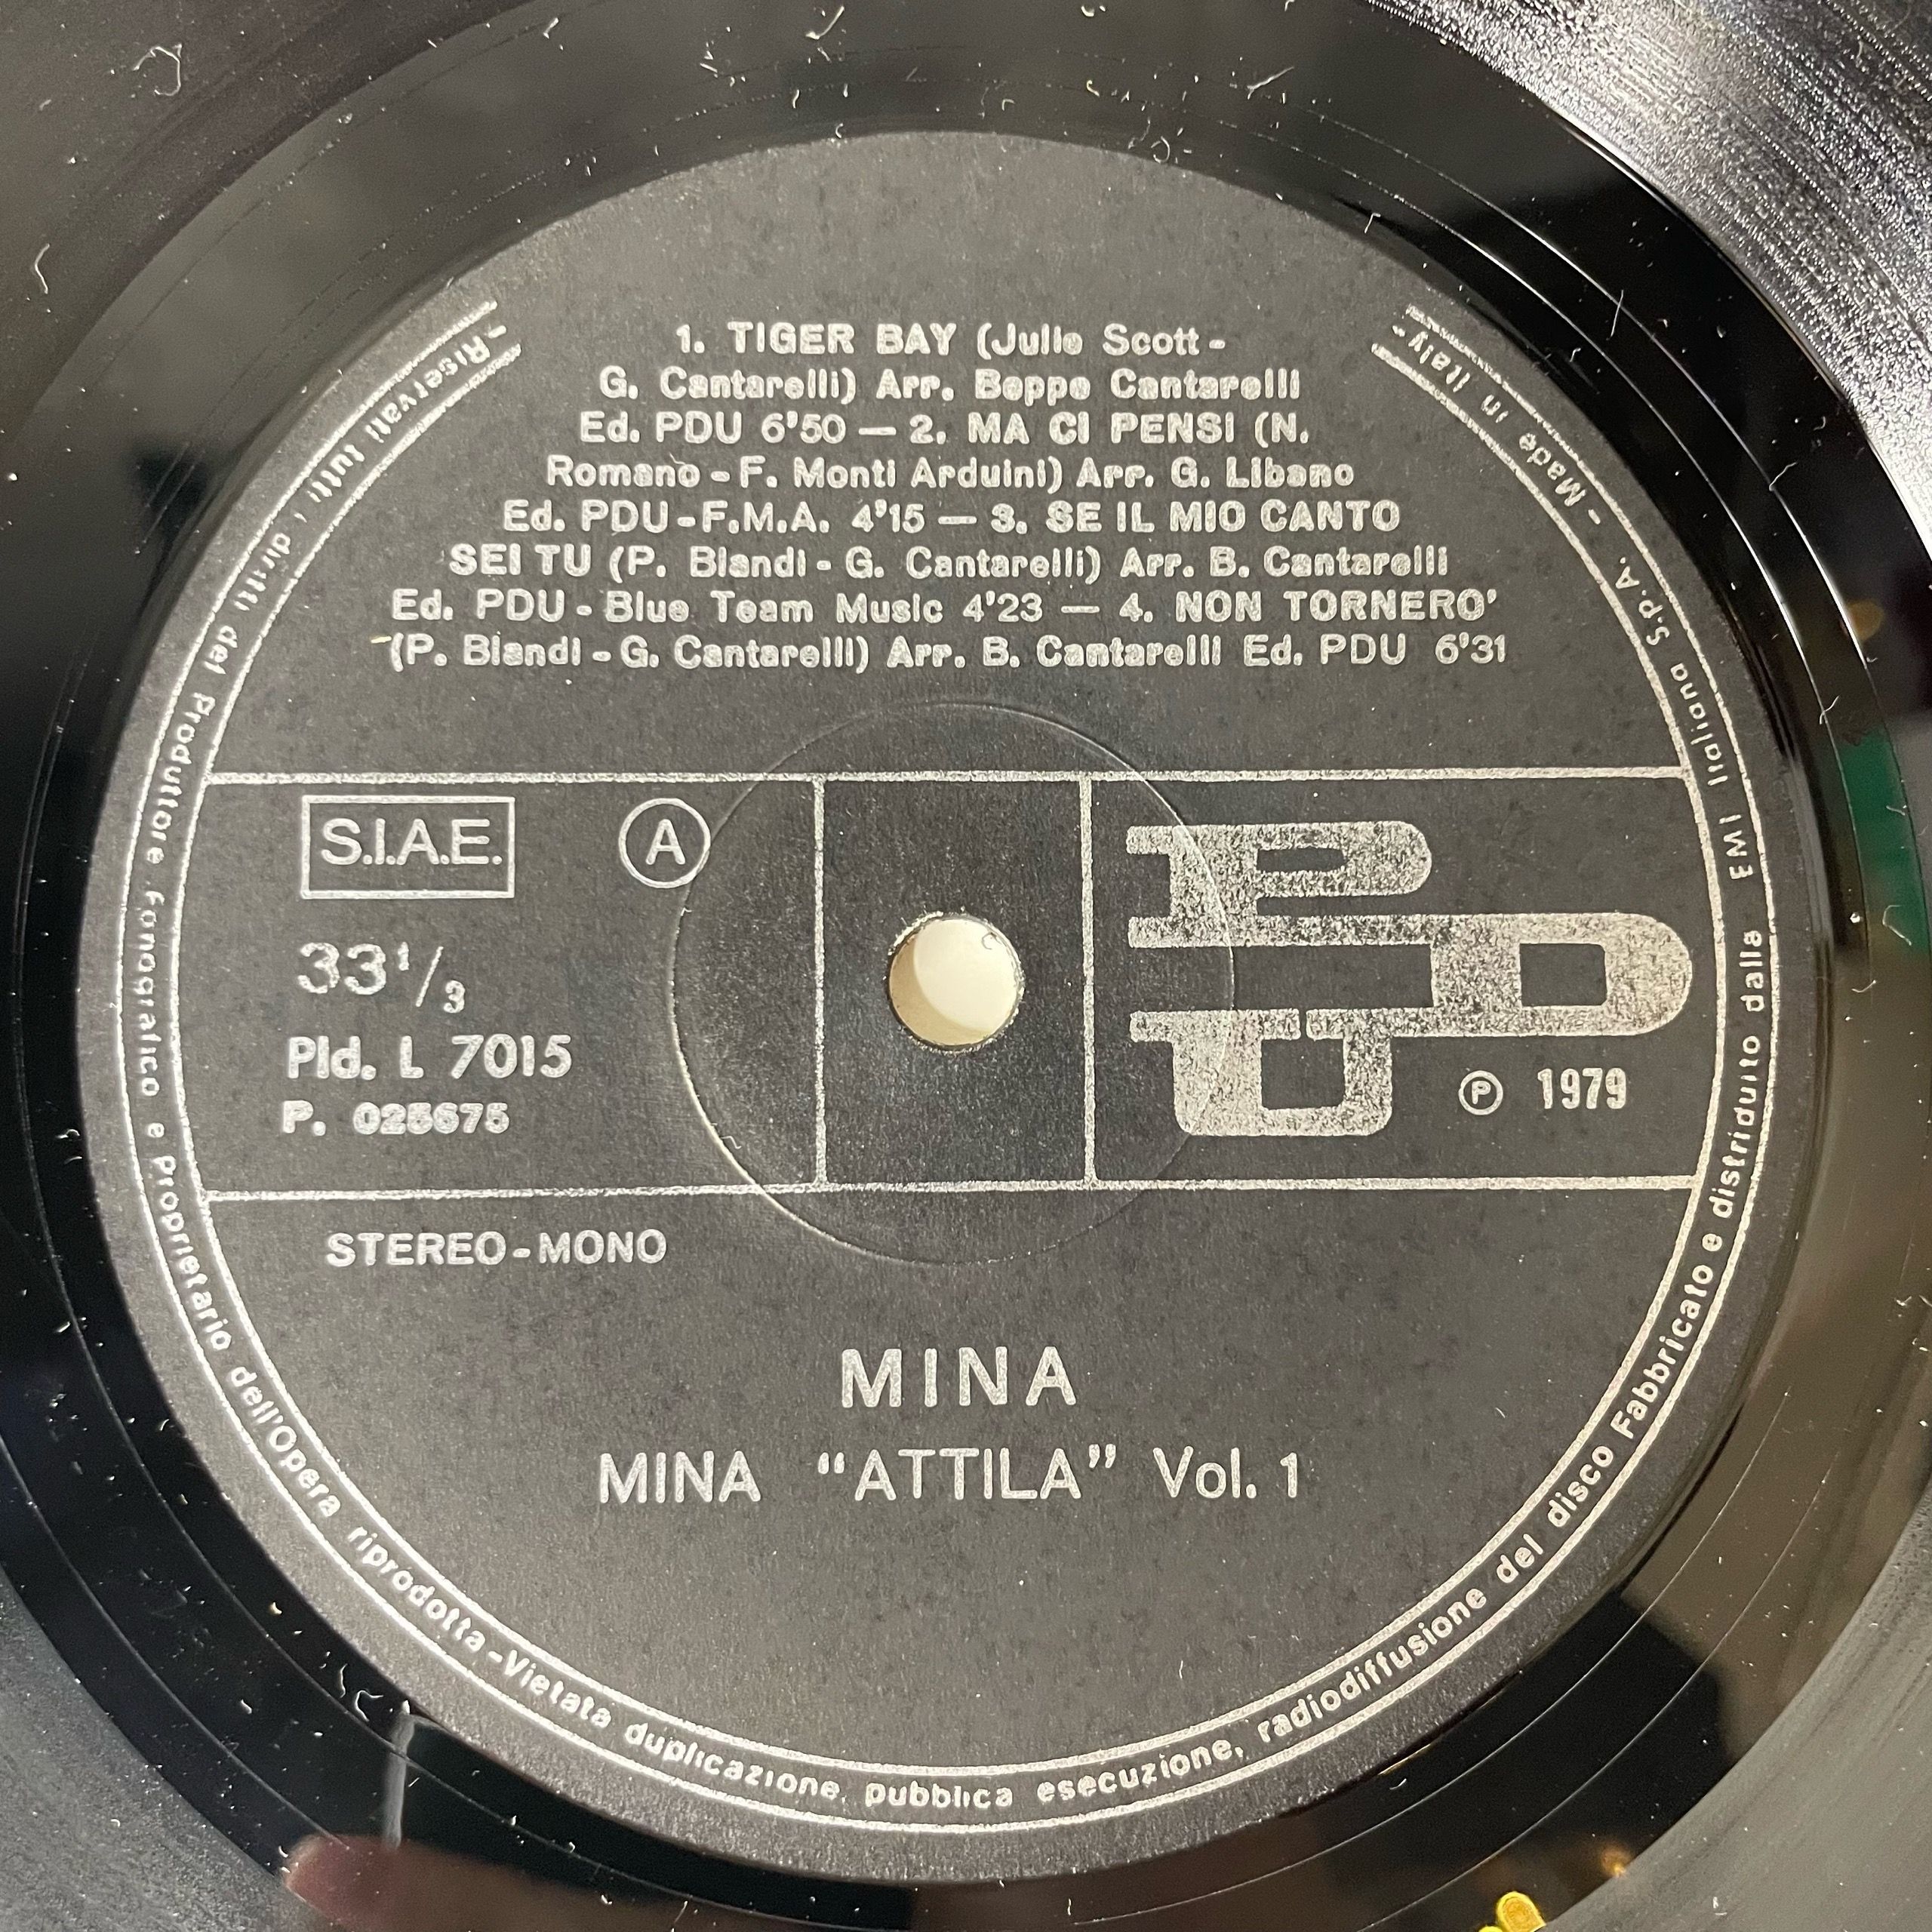 1. TIGER BAY (Julie Scott -
G. Cantarelli) Arr. Beppe Cantarelli
Ed. PDU 6'50 — 2. MA CI PENSI (N.
Romano - F. Monti Arduini) Arr. G. Libano
Ed. PDU - F.M.A. 4'15 — 3. SE IL MIO CANTO
SEI TU (P. Blandi - G. Cantarelli) Arr. B. Cantarelli
Ed. PDU - Blue Team Music 4'23 — 4. NON TORNERO'
(P. Blandi - G. Cantarelli) Arr. B. Cantarelli Ed. PDU 6'31
S.I.A.E. A
33 1/3
Pld. L 7015
P. 025675
PDU
℗ 1979
STEREO - MONO
MINA
MINA “ATTILA” Vol. 1
- Riservati tutti i diritti del Produttore fonografico e Proprietario dell'Opera riprodotta - Vietata duplicazione, pubblica esecuzione, radiodiffusione del disco Fabbricato e distribuito dalla EMI Italiana S.p.A. - Made in Italy -